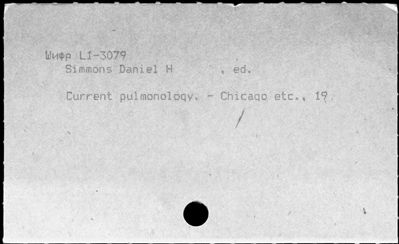 Шифр L1-3079
Simmons Daniel H , ed.
Current pulmonology. - Chicago etc., 19